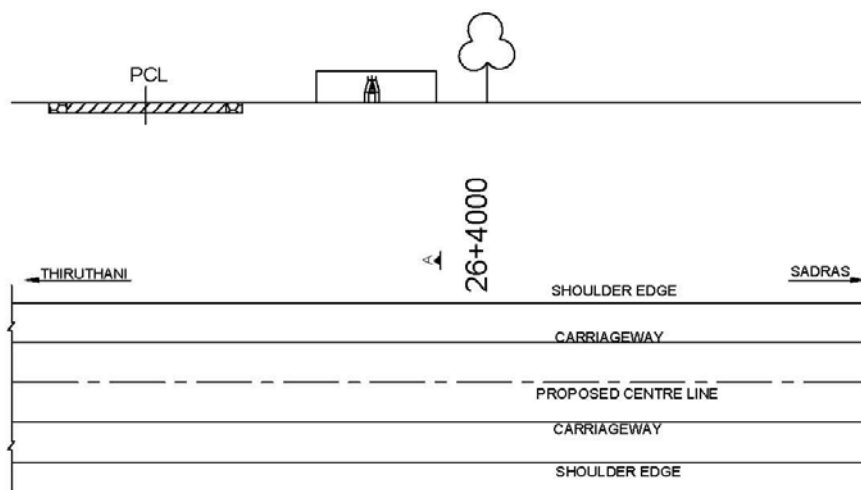 PCL
26+4000
A
THIRUTHANI
SADRAS
SHOULDER EDGE
CARRIAGEWAY
PROPOSED CENTRE LINE
CARRIAGEWAY
SHOULDER EDGE